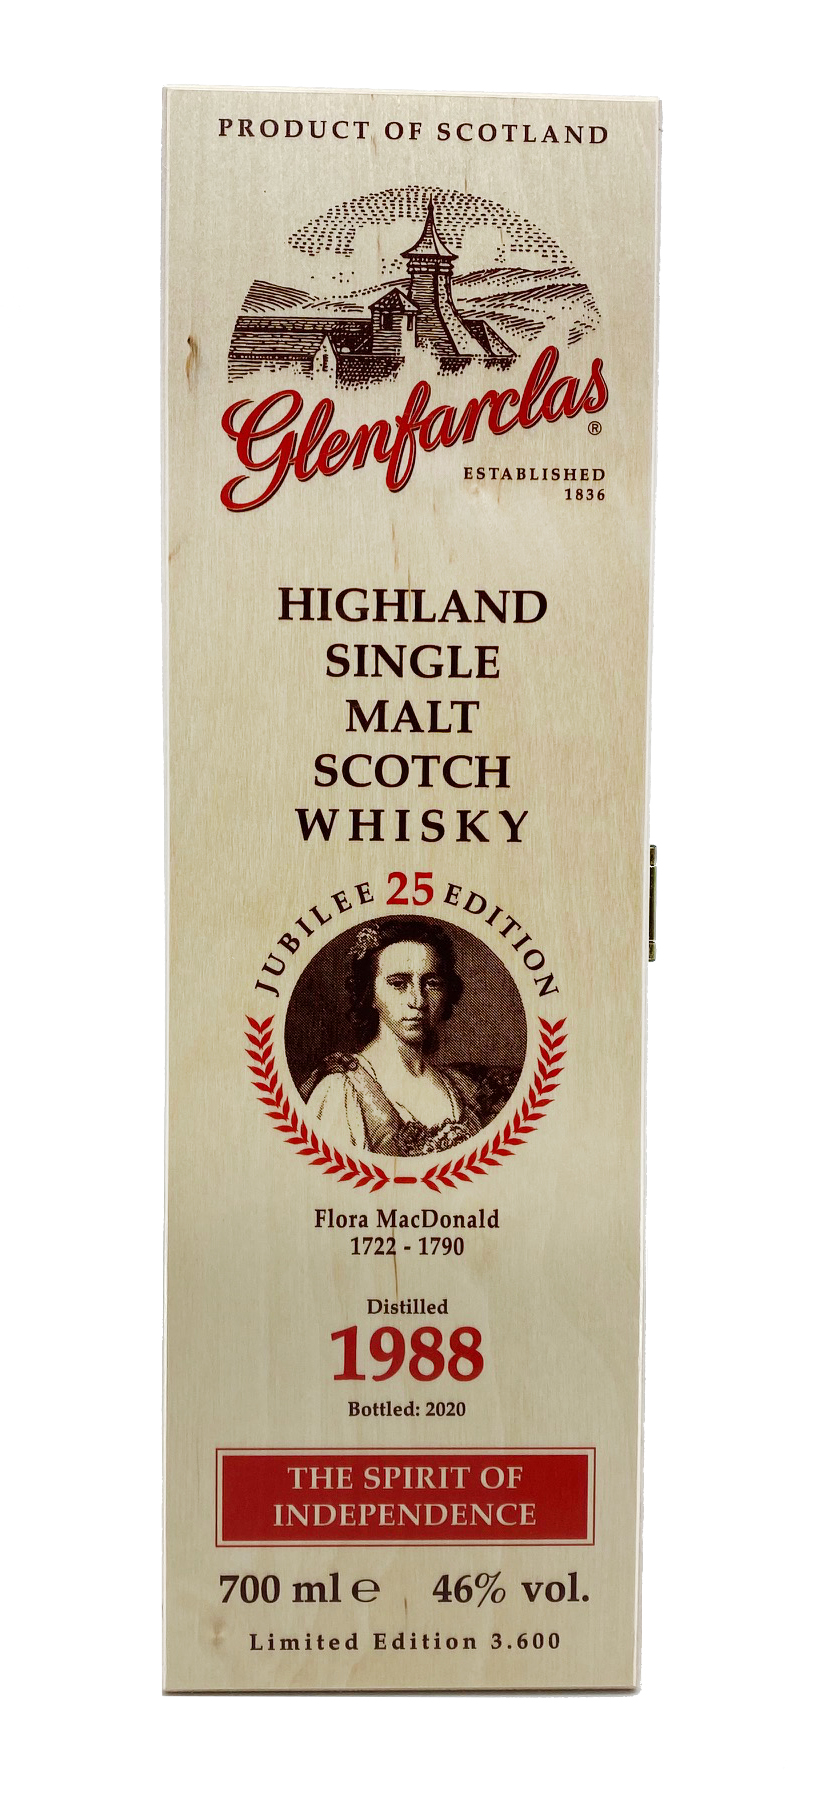 PRODUCT OF SCOTLAND
Glenfarclas
®
ESTABLISHED
1836
HIGHLAND
SINGLE
MALT
SCOTCH
WHISKY
JUBILEE 25 EDITION
Flora MacDonald
1722 - 1790
Distilled
1988
Bottled: 2020
THE SPIRIT OF
INDEPENDENCE
700 ml ℮ 46% vol.
Limited Edition 3.600